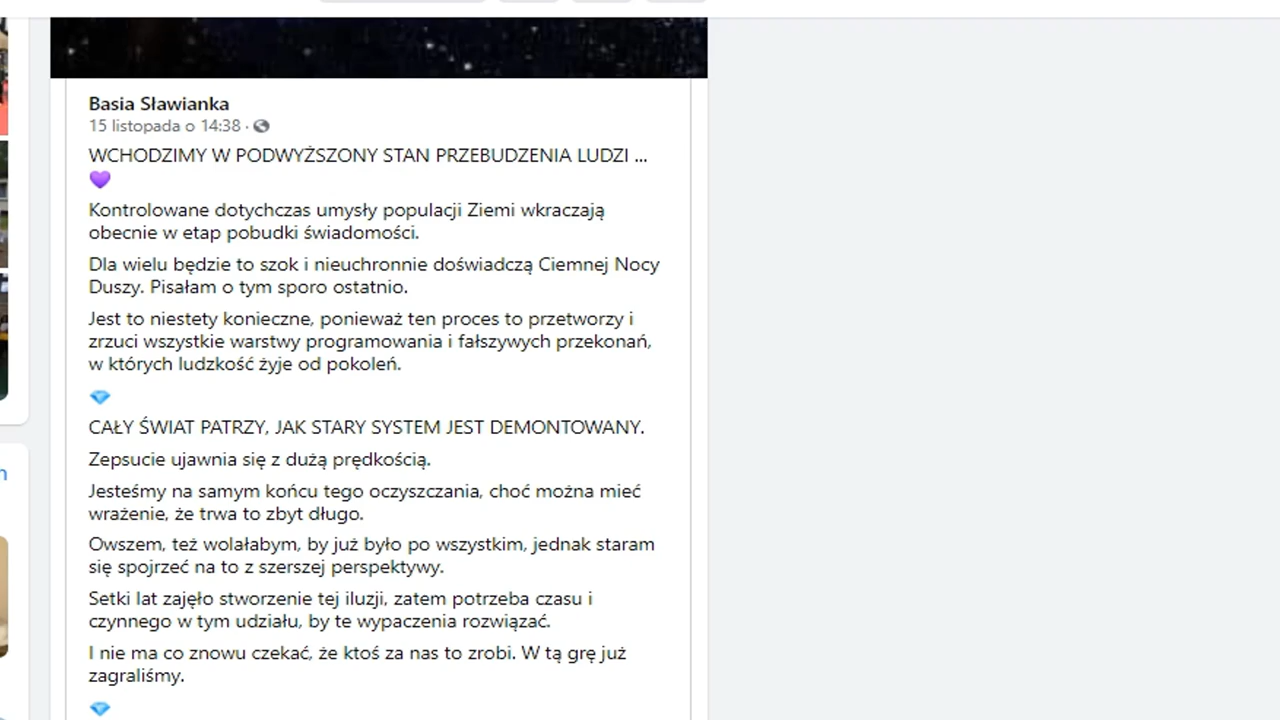 Basia Sławianka
15 listopada o 14:38 ·
WCHODZIMY W PODWYŻSZONY STAN PRZEBUDZENIA LUDZI ...
💜
Kontrolowane dotychczas umysły populacji Ziemi wkraczają
obecnie w etap pobudki świadomości.
Dla wielu będzie to szok i nieuchronnie doświadczą Ciemnej Nocy
Duszy. Pisałam o tym sporo ostatnio.
Jest to niestety konieczne, ponieważ ten proces to przetworzy i
zrzuci wszystkie warstwy programowania i fałszywych przekonań,
w których ludzkość żyje od pokoleń.
💎
CAŁY ŚWIAT PATRZY, JAK STARY SYSTEM JEST DEMONTOWANY.
Zepsucie ujawnia się z dużą prędkością.
Jesteśmy na samym końcu tego oczyszczania, choć można mieć
wrażenie, że trwa to zbyt długo.
Owszem, też wolałabym, by już było po wszystkim, jednak staram
się spojrzeć na to z szerszej perspektywy.
Setki lat zajęło stworzenie tej iluzji, zatem potrzeba czasu i
czynnego w tym udziału, by te wypaczenia rozwiązać.
I nie ma co znowu czekać, że ktoś za nas to zrobi. W tą grę już
zagraliśmy.
💎